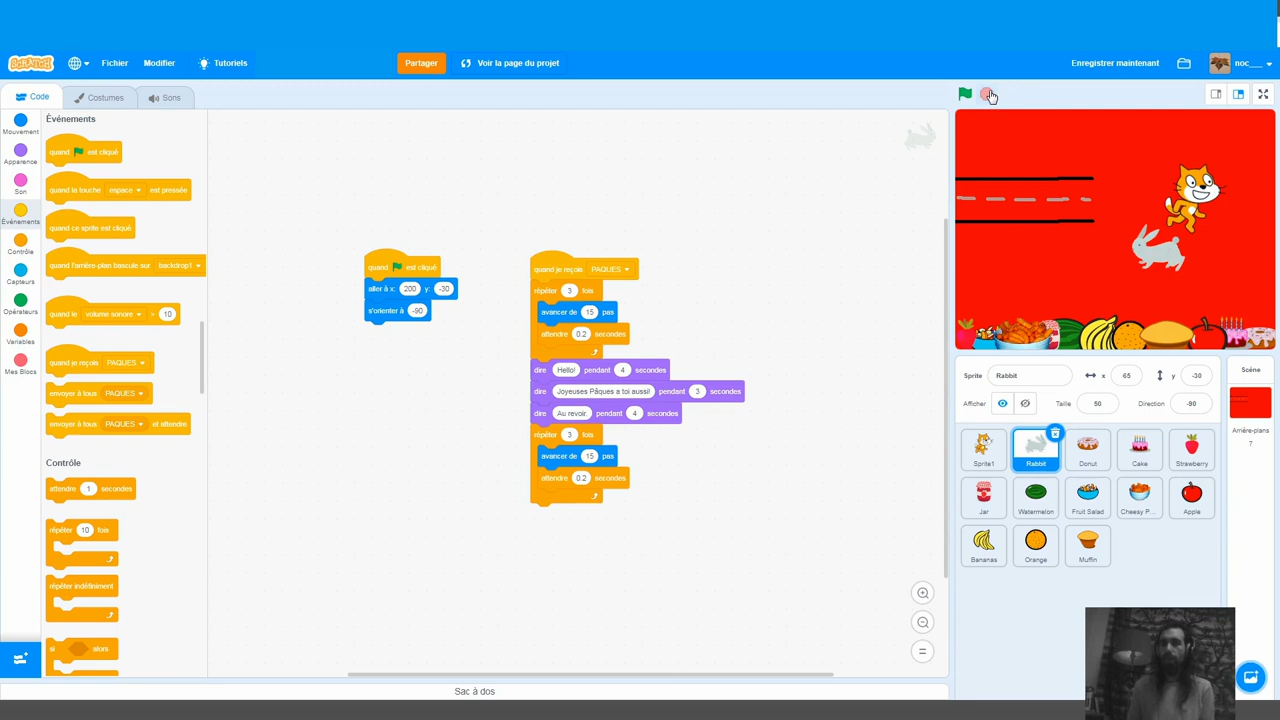 SCRATCH
Fichier
Modifier
Tutoriels
Partager
Voir la page du projet
Enregistrer maintenant
noc___
Code
Costumes
Sons
Mouvement
Apparence
Son
Événements
Contrôle
Capteurs
Opérateurs
Variables
Mes Blocs
Événements
quand est cliqué
quand la touche espace est pressée
quand ce sprite est cliqué
quand l'arrière-plan bascule sur backdrop1
quand le volume sonore > 10
quand je reçois PAQUES
envoyer à tous PAQUES
envoyer à tous PAQUES et attendre
Contrôle
attendre 1 secondes
répéter 10 fois
répéter indéfiniment
si alors
quand est cliqué
aller à x: 200 y: -30
s'orienter à -90
quand je reçois PAQUES
répéter 3 fois
avancer de 15 pas
attendre 0.2 secondes
dire Hello! pendant 4 secondes
dire Joyeuses Pâques a toi aussi! pendant 3 secondes
dire Au revoir. pendant 4 secondes
répéter 3 fois
avancer de 15 pas
attendre 0.2 secondes
Sac à dos
Sprite Rabbit x 65 y -30
Afficher Taille 50 Direction -90
Sprite1
Rabbit
Donut
Cake
Strawberry
Jar
Watermelon
Fruit Salad
Cheesy P...
Apple
Bananas
Orange
Muffin
Scène
Arrière-plans
7